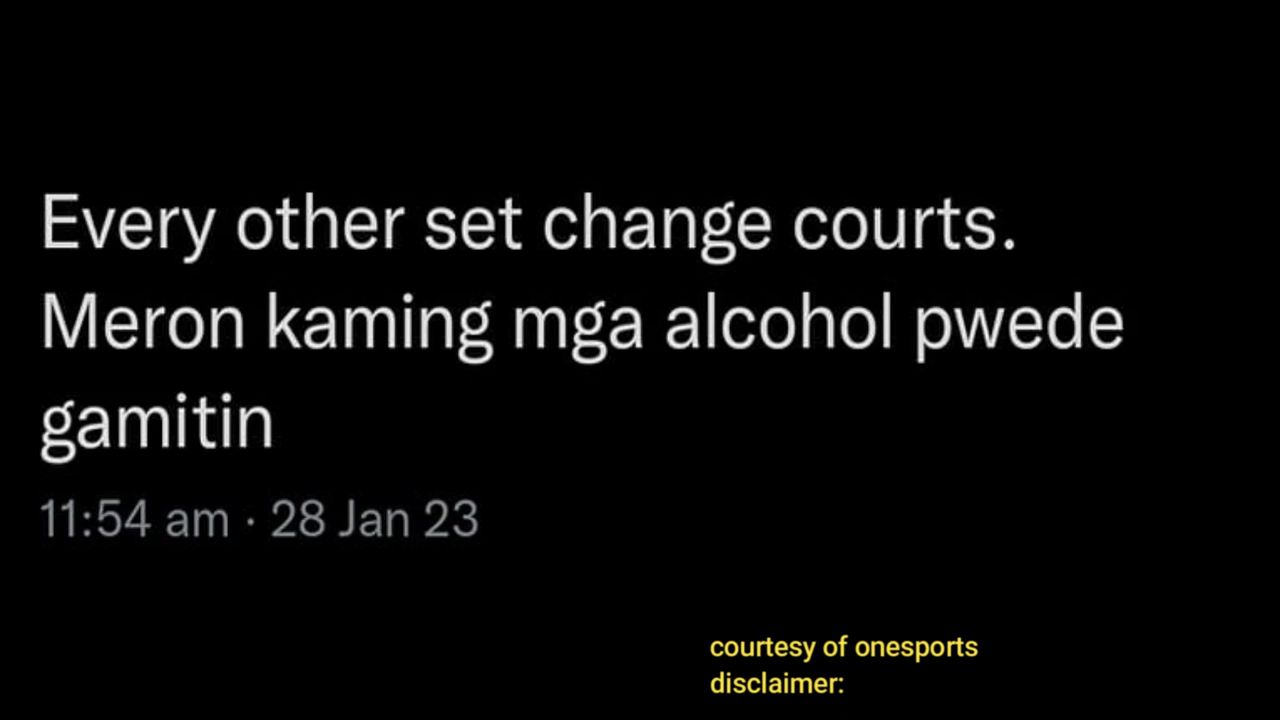 Every other set change courts.
Meron kaming mga alcohol pwede
gamitin
11:54 am · 28 Jan 23
courtesy of onesports
disclaimer: